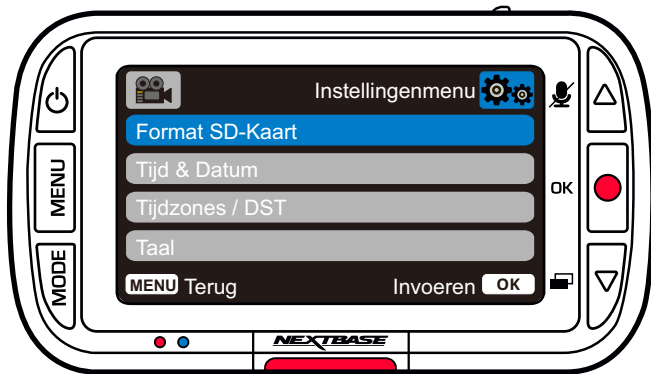 Instellingenmenu
Format SD-Kaart
Tijd & Datum
Tijdzones / DST
Taal
MENU Terug
Invoeren OK
MENU
MODE
OK
NEXTBASE